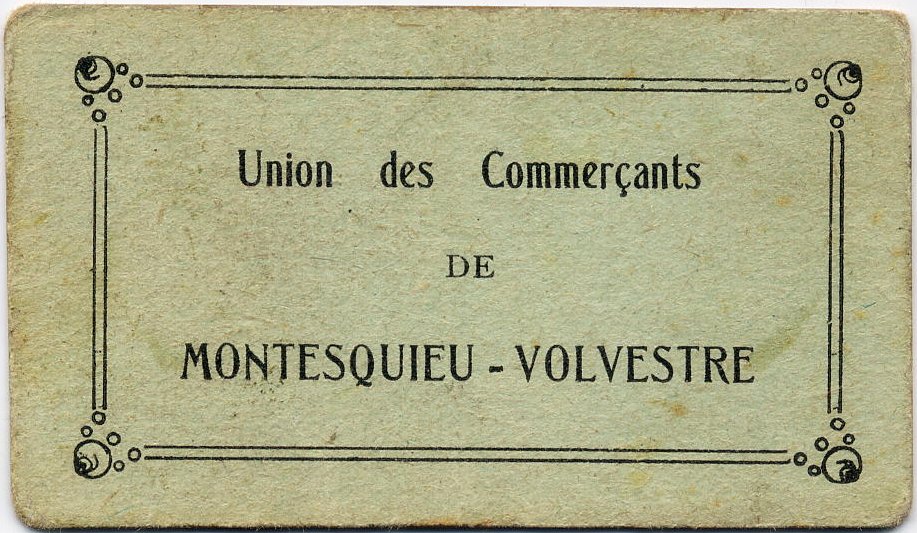 Union des Commerçants
DE
MONTESQUIEU - VOLVESTRE